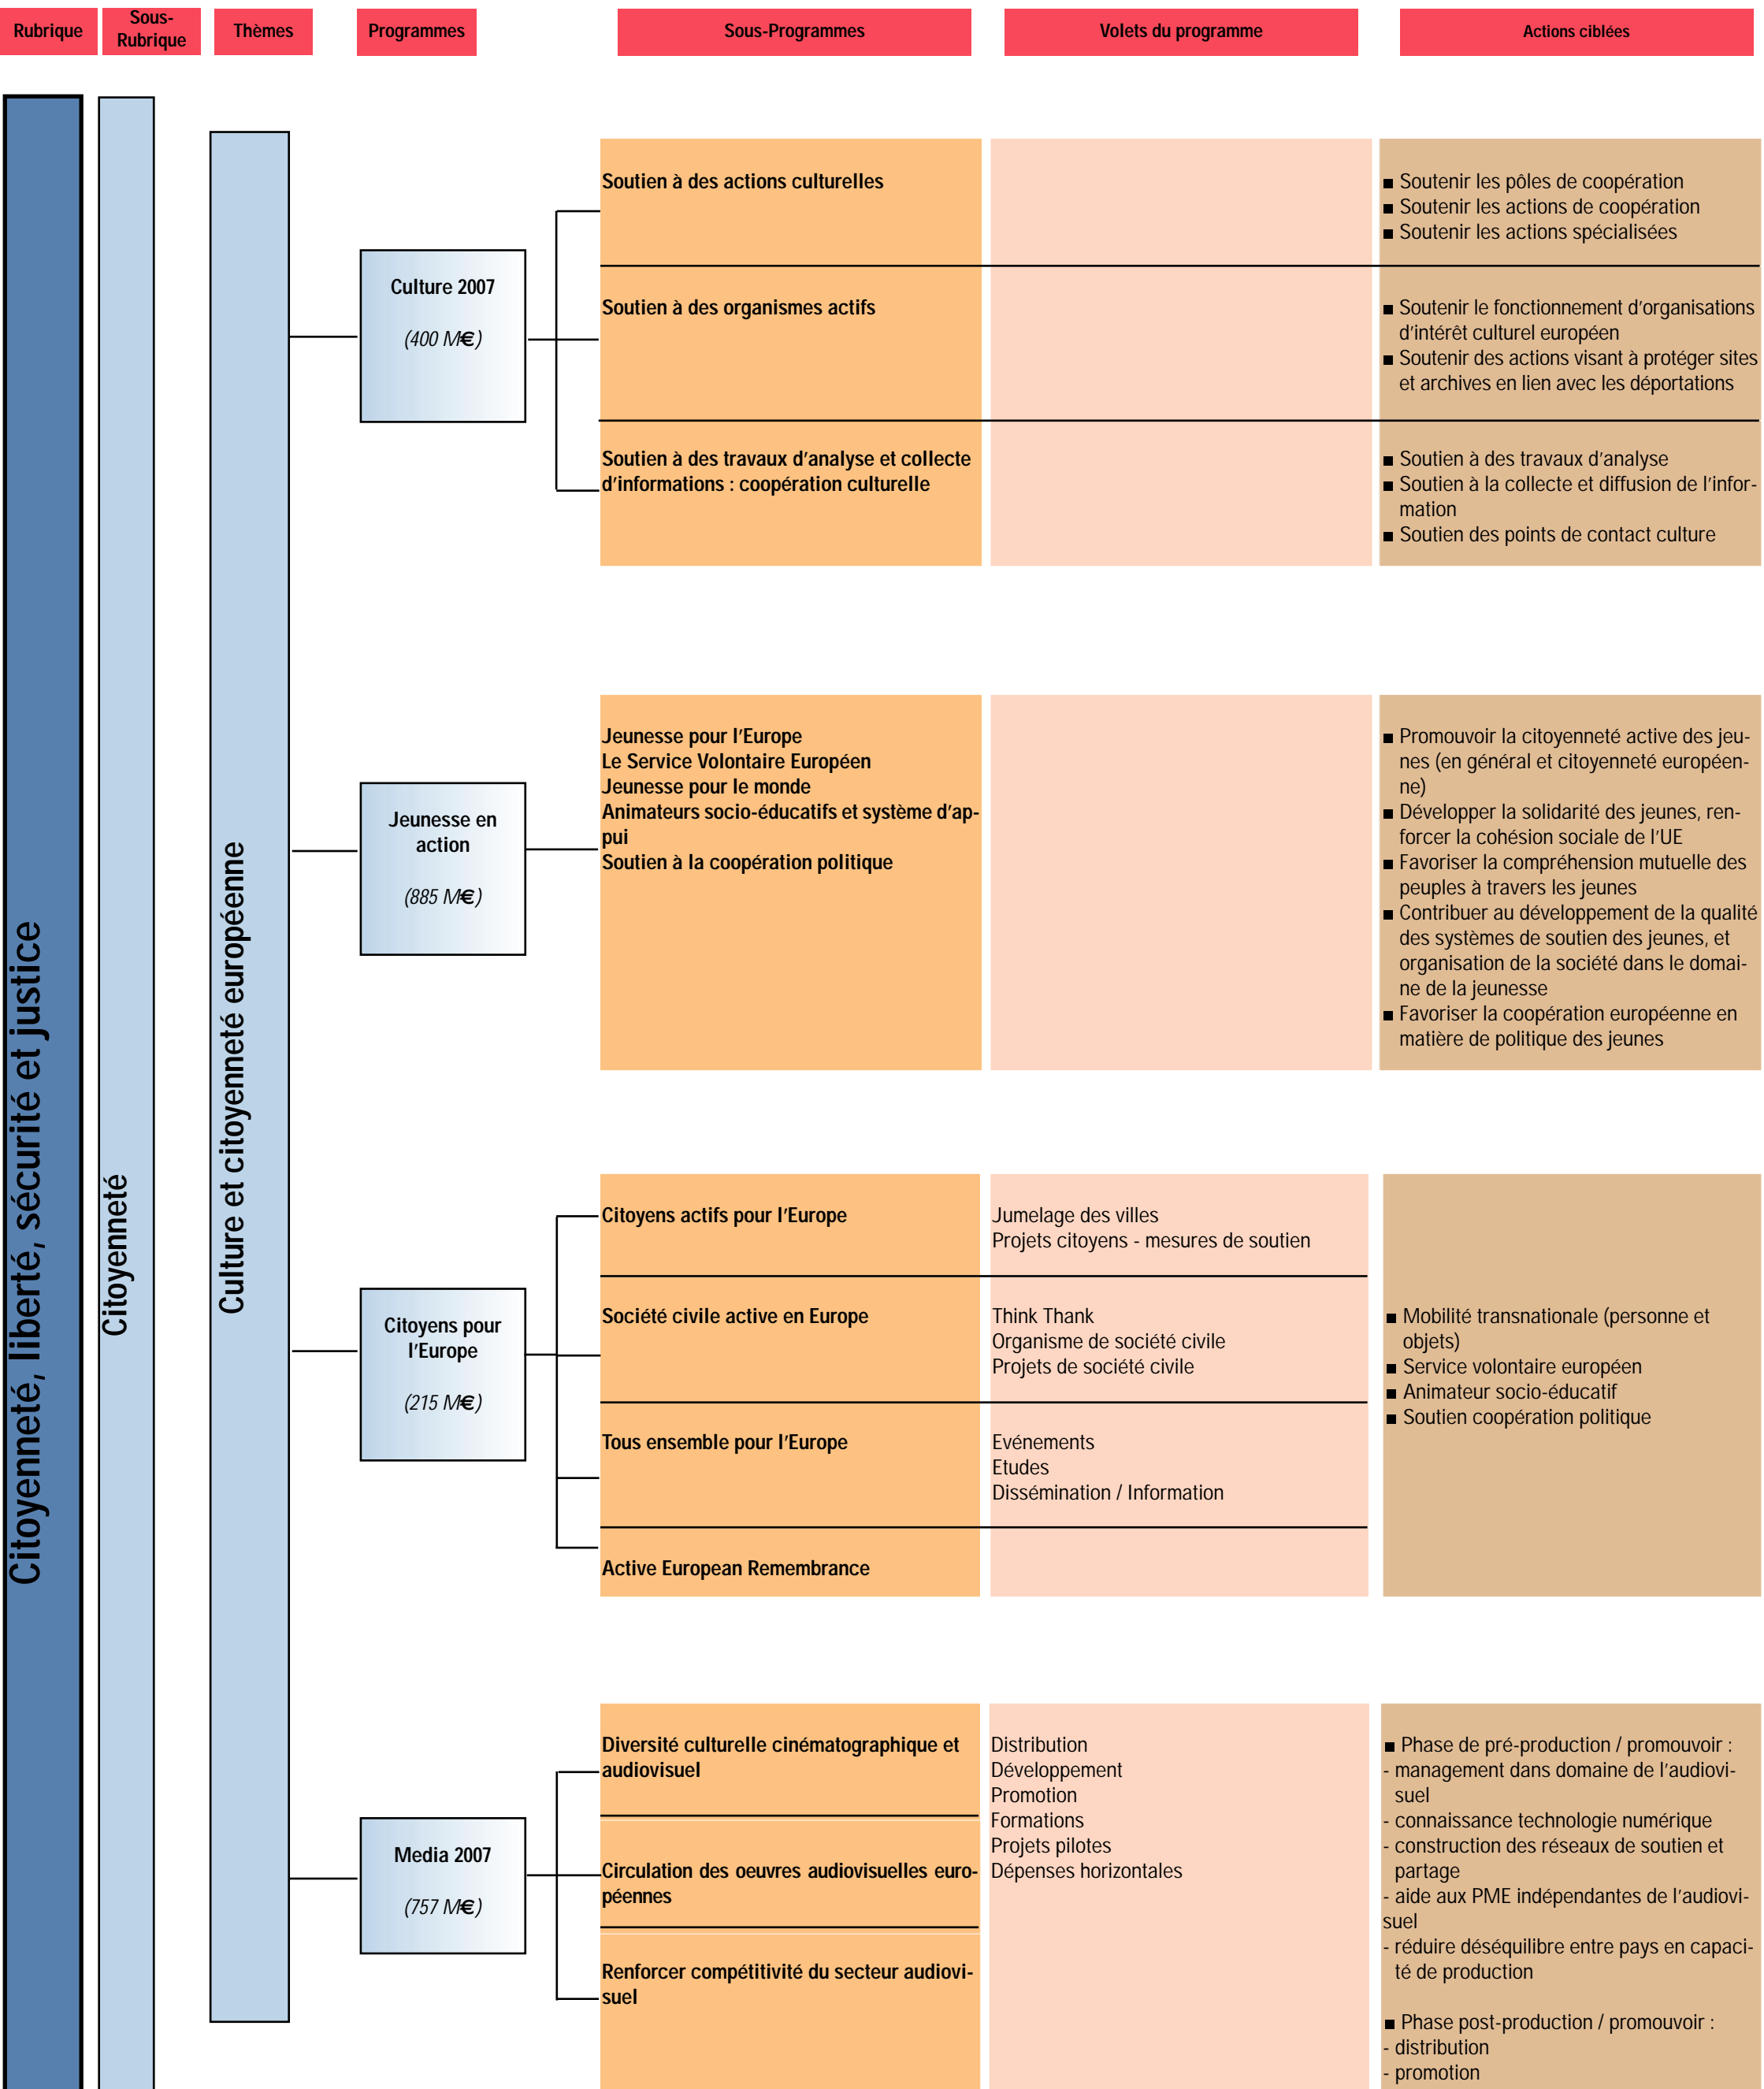 Rubrique
Sous-
Rubrique
Thèmes
Programmes
Sous-Programmes
Volets du programme
Actions ciblées
Citoyenneté, liberté, sécurité et justice
Citoyenneté
Culture et citoyenneté européenne
Culture 2007
(400 M€)
Soutien à des actions culturelles
■ Soutenir les pôles de coopération
■ Soutenir les actions de coopération
■ Soutenir les actions spécialisées
Soutien à des organismes actifs
■ Soutenir le fonctionnement d'organisations
d'intérêt culturel européen
■ Soutenir des actions visant à protéger sites
et archives en lien avec les déportations
Soutien à des travaux d'analyse et collecte
d'informations : coopération culturelle
■ Soutien à des travaux d'analyse
■ Soutien à la collecte et diffusion de l'infor-
mation
■ Soutien des points de contact culture
Jeunesse en
action
(885 M€)
Jeunesse pour l'Europe
Le Service Volontaire Européen
Jeunesse pour le monde
Animateurs socio-éducatifs et système d'ap-
pui
Soutien à la coopération politique
■ Promouvoir la citoyenneté active des jeu-
nes (en général et citoyenneté européen-
ne)
■ Développer la solidarité des jeunes, ren-
forcer la cohésion sociale de l'UE
■ Favoriser la compréhension mutuelle des
peuples à travers les jeunes
■ Contribuer au développement de la qualité
des systèmes de soutien des jeunes, et
organisation de la société dans le domai-
ne de la jeunesse
■ Favoriser la coopération européenne en
matière de politique des jeunes
Citoyens pour
l'Europe
(215 M€)
Citoyens actifs pour l'Europe
Jumelage des villes
Projets citoyens - mesures de soutien
Société civile active en Europe
Think Thank
Organisme de société civile
Projets de société civile
Tous ensemble pour l'Europe
Evénements
Etudes
Dissémination / Information
Active European Remembrance
■ Mobilité transnationale (personne et
objets)
■ Service volontaire européen
■ Animateur socio-éducatif
■ Soutien coopération politique
Media 2007
(757 M€)
Diversité culturelle cinématographique et
audiovisuel
Circulation des oeuvres audiovisuelles euro-
péennes
Renforcer compétitivité du secteur audiovi-
suel
Distribution
Développement
Promotion
Formations
Projets pilotes
Dépenses horizontales
■ Phase de pré-production / promouvoir :
- management dans domaine de l'audiovi-
suel
- connaissance technologie numérique
- construction des réseaux de soutien et
partage
- aide aux PME indépendantes de l'audiovi-
suel
- réduire déséquilibre entre pays en capaci-
té de production
■ Phase post-production / promouvoir :
- distribution
- promotion